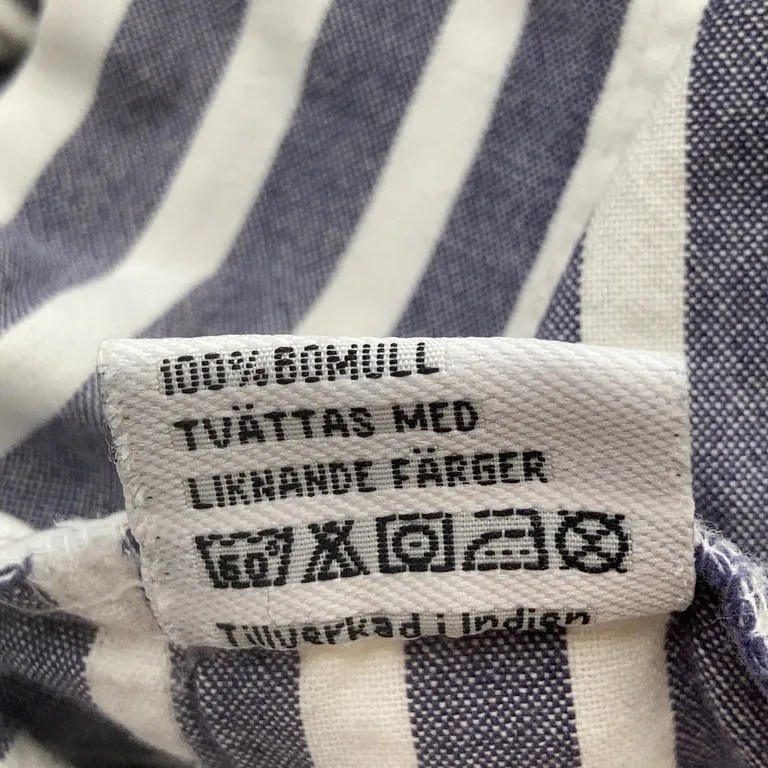 100% BOMULL
TVÄTTAS MED
LIKNANDE FÄRGER
60°
Tillverkad i Indien